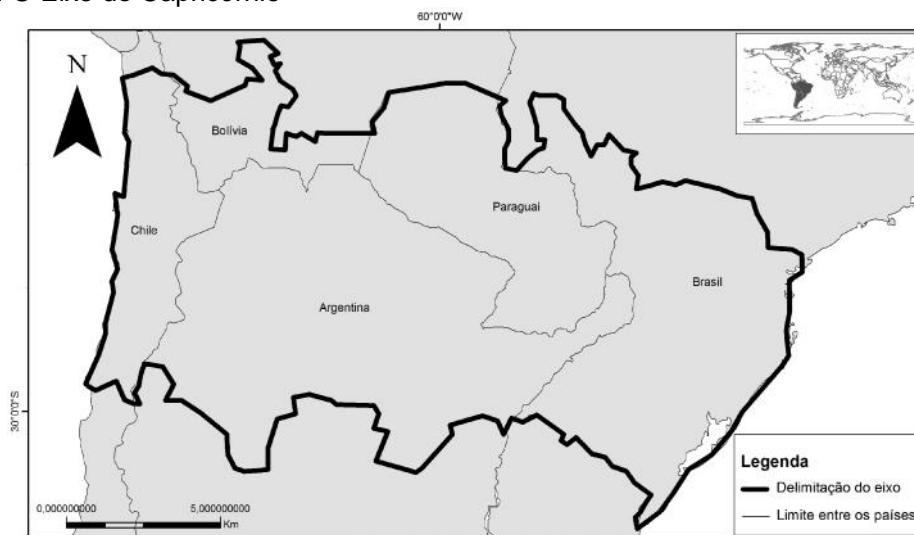 O Eixo de Capricórnio
60°0'0"W
N
Bolívia
Paraguai
Chile
Brasil
Argentina
30°0'0"S
Legenda
Delimitação do eixo
Limite entre os países
0,000000000 5,000000000
Km